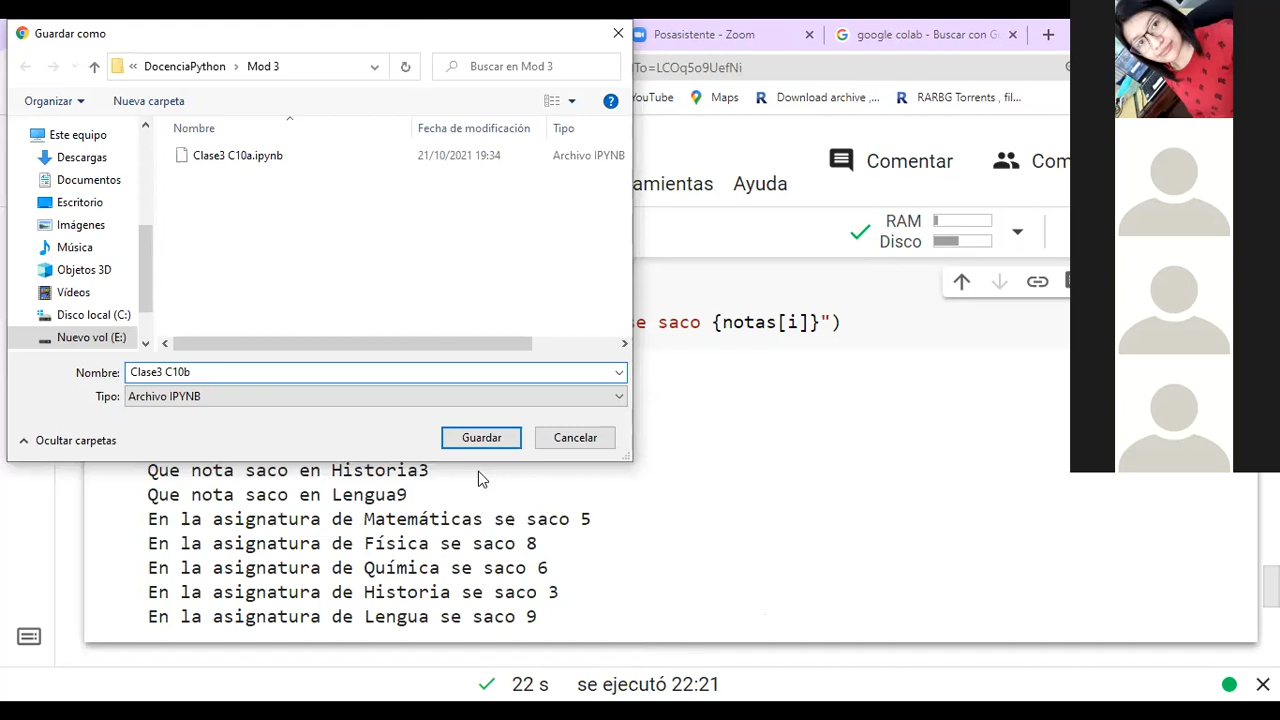 Guardar como
Posasistente - Zoom
google colab - Buscar con G
DocenciaPython
Mod 3
Buscar en Mod 3
To=LCOq5o9UefNi
Organizar
Nueva carpeta
YouTube
Maps
Download archive ,...
RARBG Torrents , fil...
Nombre
Fecha de modificación
Tipo
Este equipo
Descargas
Documentos
Escritorio
Imágenes
Música
Objetos 3D
Vídeos
Disco local (C:)
Nuevo vol (E:)
Clase3 C10a.ipynb
21/10/2021 19:34
Archivo IPYNB
Comentar
Com
amientas
Ayuda
RAM
Disco
se saco {notas[i]}")
Nombre:
Clase3 C10b
Tipo:
Archivo IPYNB
Ocultar carpetas
Guardar
Cancelar
Que nota saco en Historia3
Que nota saco en Lengua9
En la asignatura de Matemáticas se saco 5
En la asignatura de Física se saco 8
En la asignatura de Química se saco 6
En la asignatura de Historia se saco 3
En la asignatura de Lengua se saco 9
22 s
se ejecutó 22:21